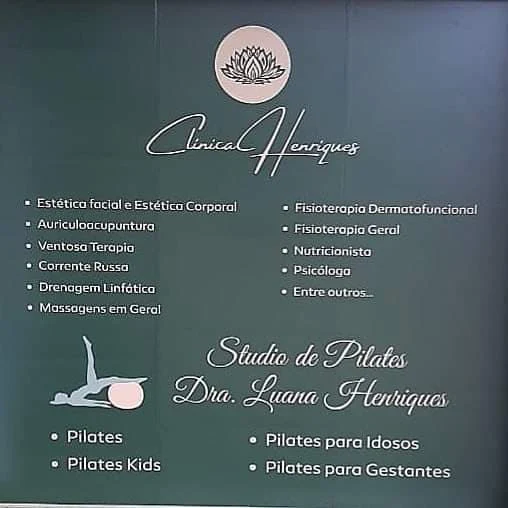 Clínica Henriques
• Estética facial e Estética Corporal
• Auriculoacupuntura
• Ventosa Terapia
• Corrente Russa
• Drenagem Linfática
• Massagens em Geral
• Fisioterapia Dermatofuncional
• Fisioterapia Geral
• Nutricionista
• Psicóloga
• Entre outros...
Studio de Pilates
Dra. Luana Henriques
• Pilates
• Pilates Kids
• Pilates para Idosos
• Pilates para Gestantes